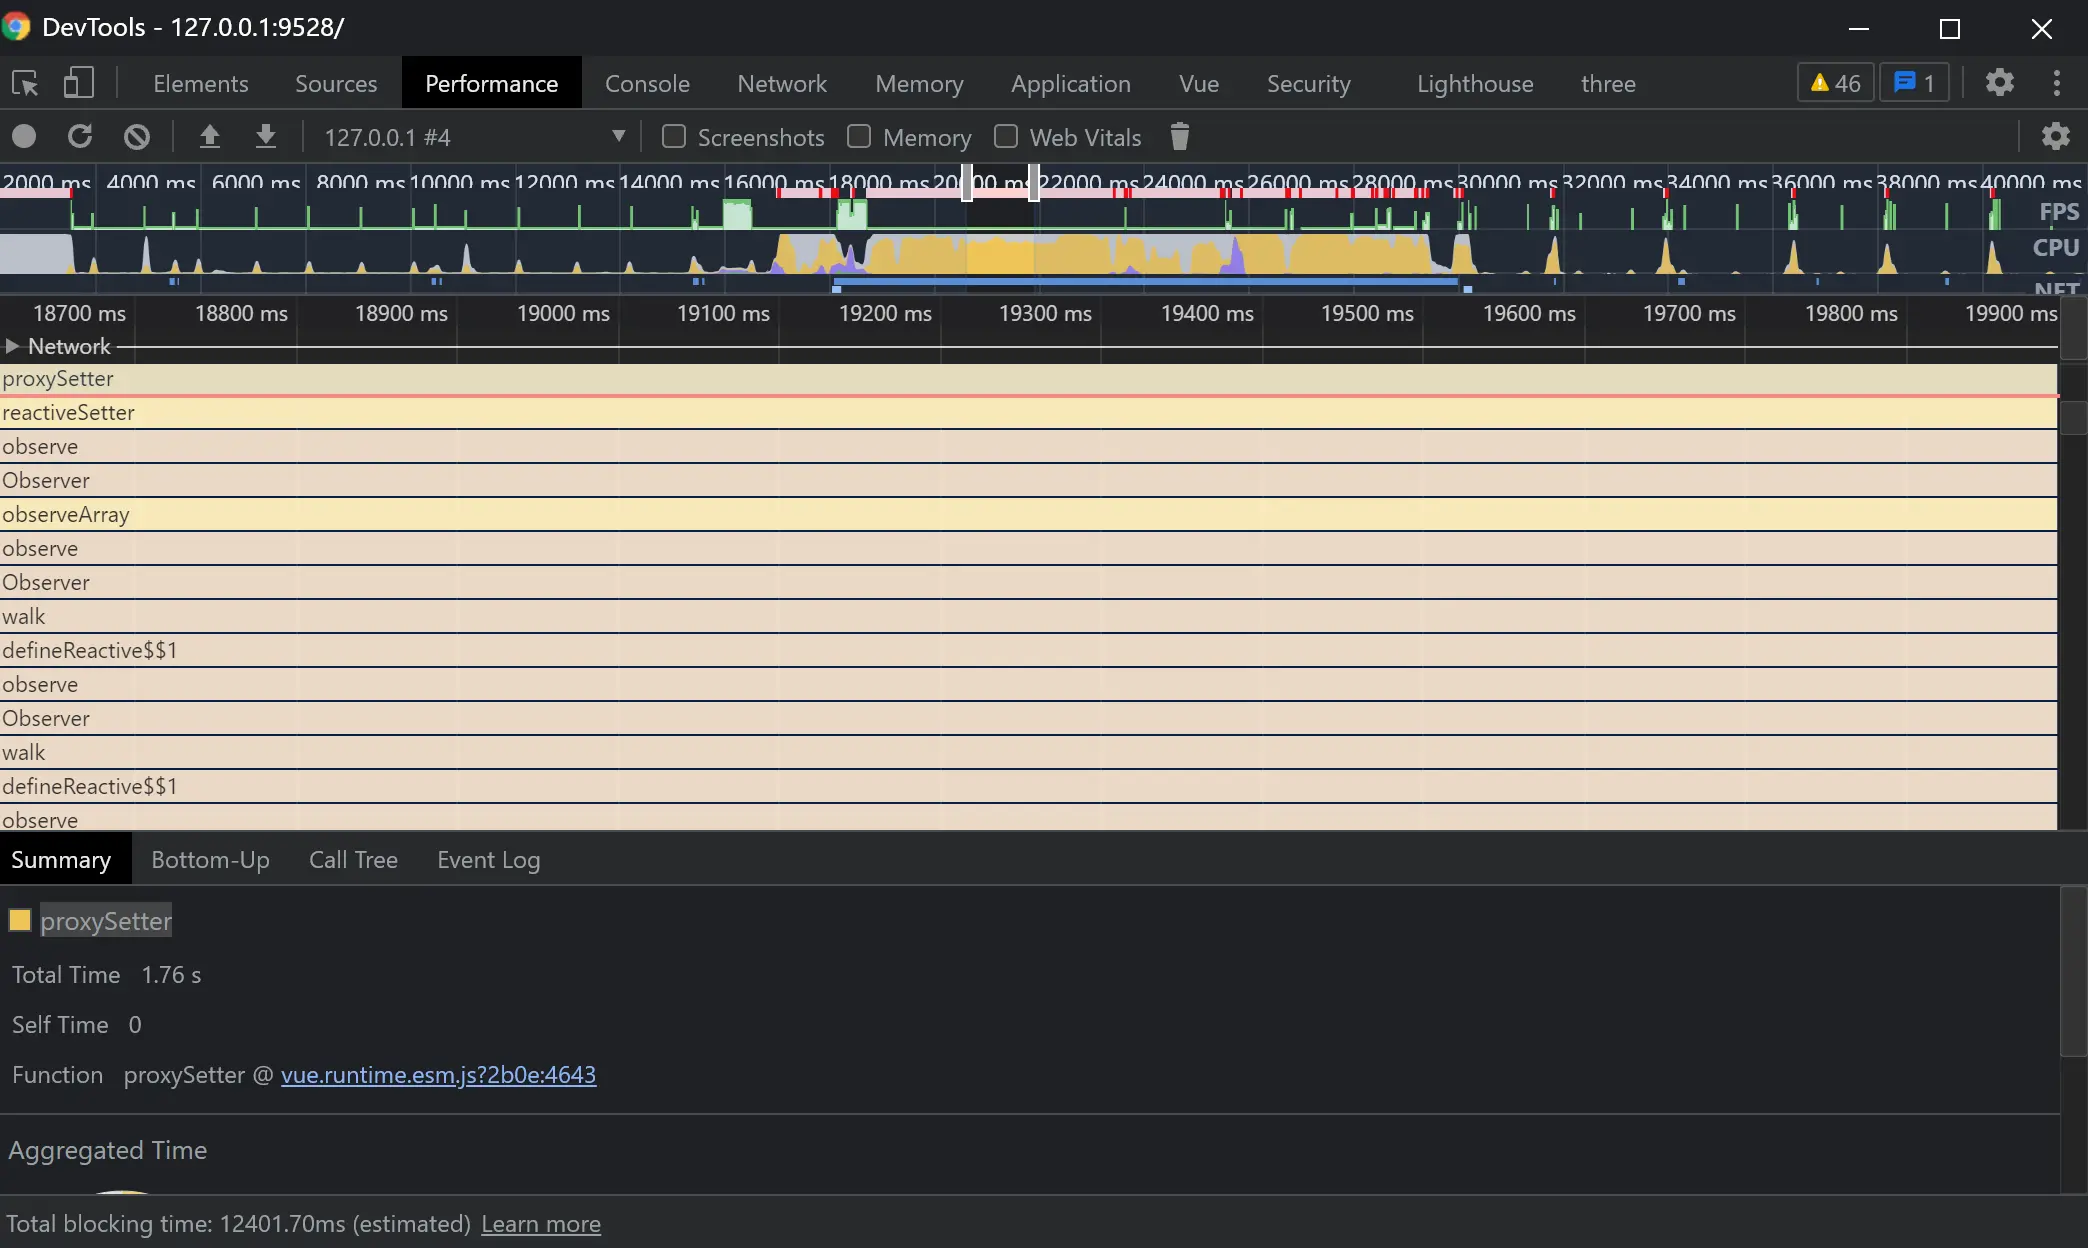 DevTools - 127.0.0.1:9528/
Elements Sources Performance Console Network Memory Application Vue Security Lighthouse three 46 1
127.0.0.1 #4 Screenshots Memory Web Vitals
2000 ms 4000 ms 6000 ms 8000 ms 10000 ms 12000 ms 14000 ms 16000 ms 18000 ms 20000 ms 22000 ms 24000 ms 26000 ms 28000 ms 30000 ms 32000 ms 34000 ms 36000 ms 38000 ms 40000 ms
FPS
CPU
NET
18700 ms 18800 ms 18900 ms 19000 ms 19100 ms 19200 ms 19300 ms 19400 ms 19500 ms 19600 ms 19700 ms 19800 ms 19900 ms
Network
proxySetter
reactiveSetter
observe
Observer
observeArray
observe
Observer
walk
defineReactive$$1
observe
Observer
walk
defineReactive$$1
observe
Summary Bottom-Up Call Tree Event Log
proxySetter
Total Time 1.76 s
Self Time 0
Function proxySetter @ vue.runtime.esm.js?2b0e:4643
Aggregated Time
Total blocking time: 12401.70ms (estimated) Learn more